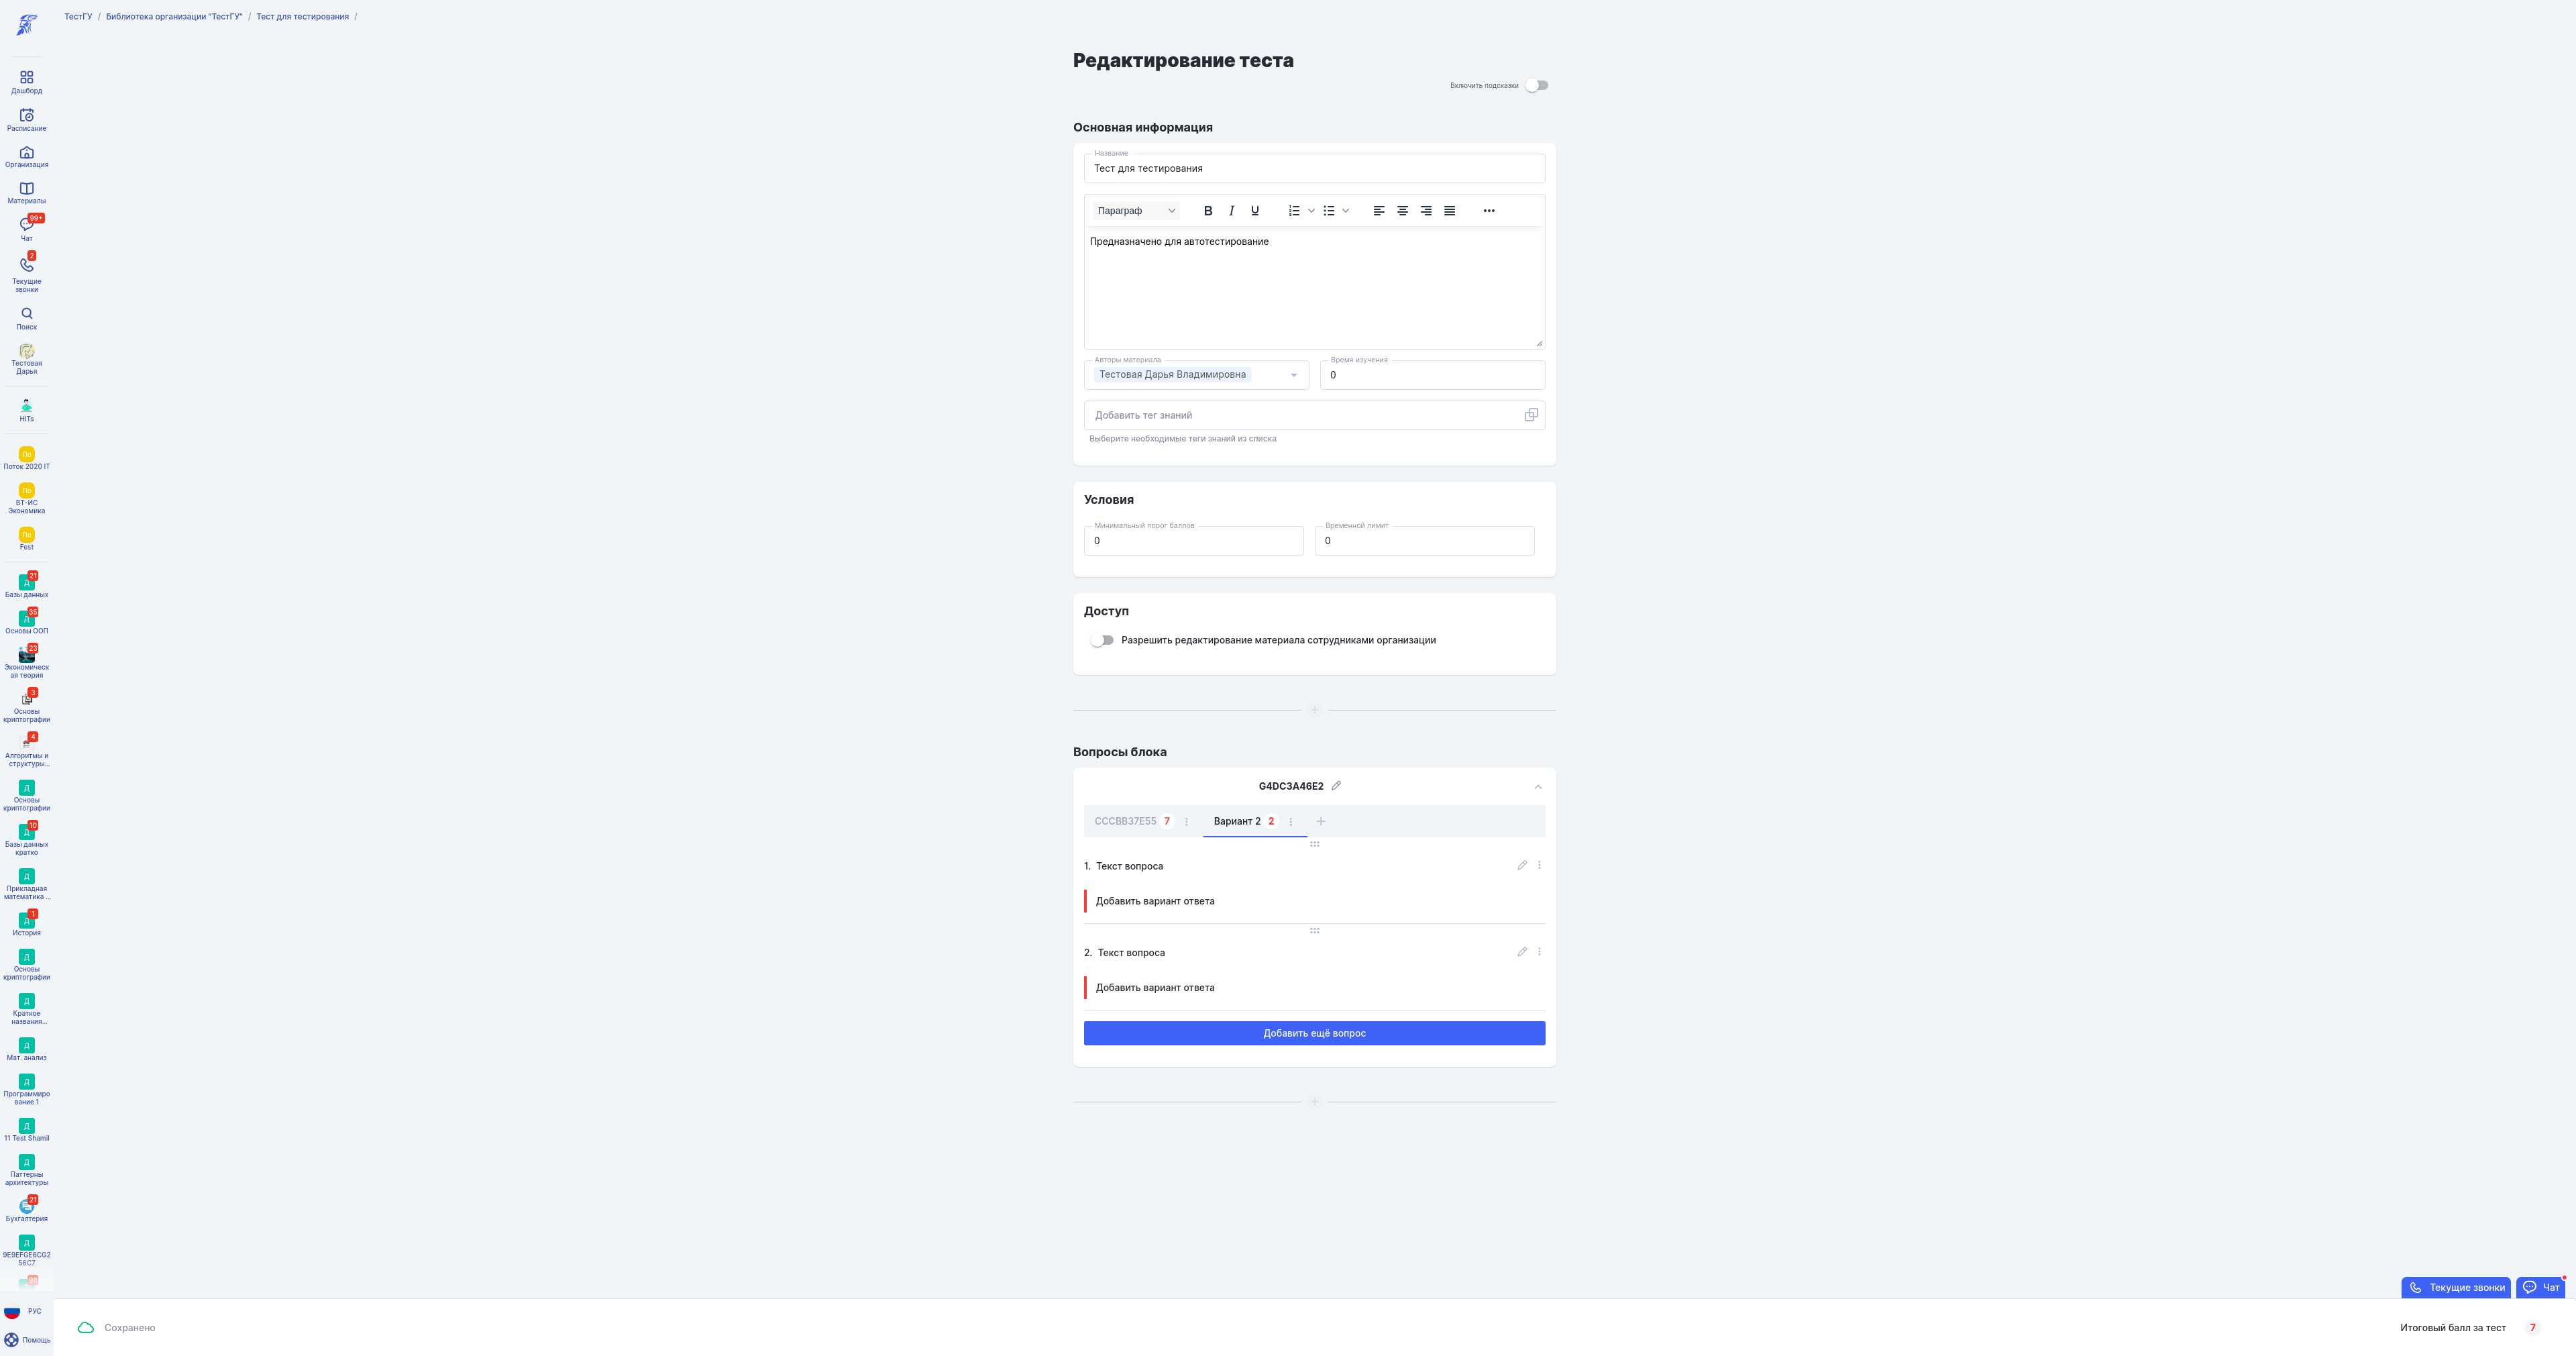 ТестГУ / Библиотека организации "ТестГУ" / Тест для тестирования /
Дашборд
Расписание
Организация
Материалы
99+
Чат
2
Текущие
звонки
Поиск
Тестовая
Дарья
HITs
По
Поток 2020 IT
По
ВТ-ИС
Экономика
По
Fest
21
Д
Базы данных
35
Д
Основы ООП
23
Экономическ
ая теория
3
Основы
криптографии
4
Алгоритмы и
структуры...
Д
Основы
криптографии
10
Д
Базы данных
кратко
Д
Прикладная
математика ...
1
Д
История
Д
Основы
криптографии
Д
Краткое
названия...
Д
Мат. анализ
Д
Программиро
вание 1
Д
11 Test Shamil
Д
Паттерны
архитектуры
21
Бухгалтерия
Д
9E9EFGE6CG2
56C7
РУС
Помощь
Редактирование теста
Включить подсказки
Основная информация
Название
Тест для тестирования
Параграф B I U
Предназначено для автотестирование
Авторы материала
Тестовая Дарья Владимировна
Время изучения
0
Добавить тег знаний
Выберите необходимые теги знаний из списка
Условия
Минимальный порог баллов
0
Временной лимит
0
Доступ
Разрешить редактирование материала сотрудниками организации
Вопросы блока
G4DC3A46E2
CCCBB37E55 7 Вариант 2 2
1. Текст вопроса
Добавить вариант ответа
2. Текст вопроса
Добавить вариант ответа
Добавить ещё вопрос
Текущие звонки
Чат
Сохранено
Итоговый балл за тест 7